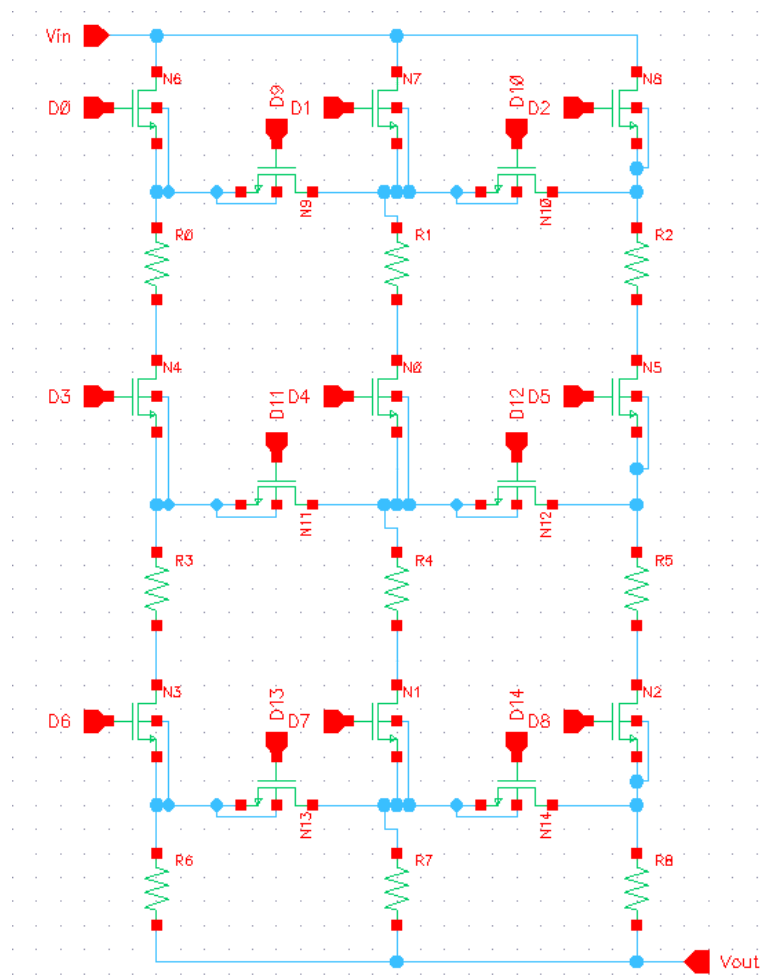 Vin
N6 N7 N8
D0 D9 D1 D10 D2
N9 N10
R0 R1 R2
N4 N0 N5
D3 D11 D4 D12 D5
N11 N12
R3 R4 R5
N3 N1 N2
D6 D13 D7 D14 D8
N13 N14
R6 R7 R8
Vout